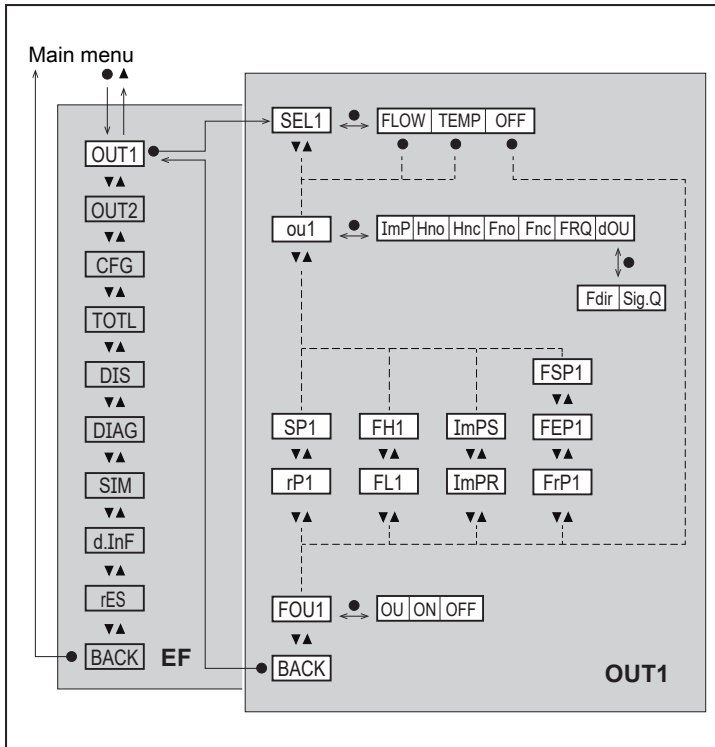 Main menu
OUT1
OUT2
CFG
TOTL
DIS
DIAG
SIM
d.InF
rES
BACK EF
SEL1 FLOW TEMP OFF
ou1 ImP Hno Hnc Fno Fnc FRQ dOU
Fdir Sig.Q
FSP1
SP1 FH1 ImPS FEP1
rP1 FL1 ImPR FrP1
FOU1 OU ON OFF
BACK
OUT1